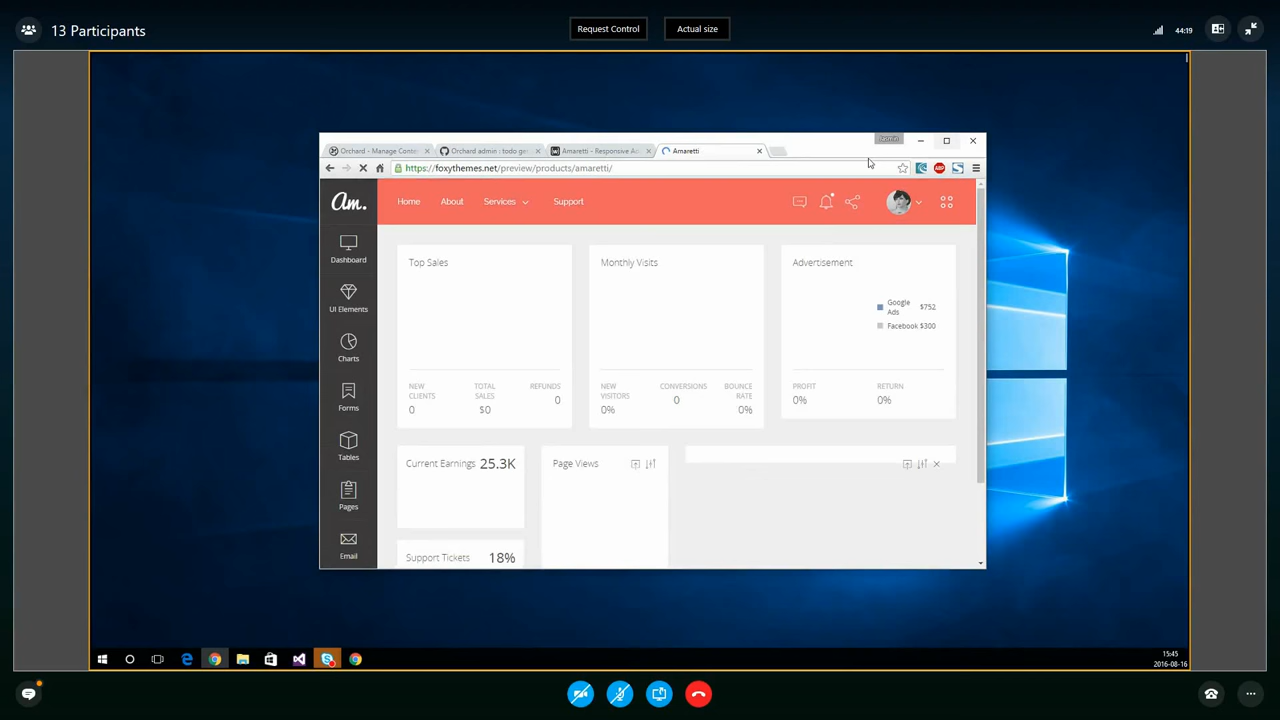 13 Participants
Request Control
Actual size
44:19
Jasmin
Orchard - Manage Conte
Orchard admin : todo ge
Amaretti - Responsive Ad
Amaretti
https://foxythemes.net/preview/products/amaretti/
ABP
S
Am.
Home
About
Services
Support
Dashboard
UI Elements
Charts
Forms
Tables
Pages
Email
Top Sales
NEW
CLIENTS
0
TOTAL
SALES
$0
REFUNDS
0
Monthly Visits
NEW
VISITORS
0%
CONVERSIONS
0
BOUNCE
RATE
0%
Advertisement
Google
Ads
$752
Facebook $300
PROFIT
0%
RETURN
0%
Current Earnings 25.3K
Page Views
Support Tickets 18%
15:45
2016-08-16